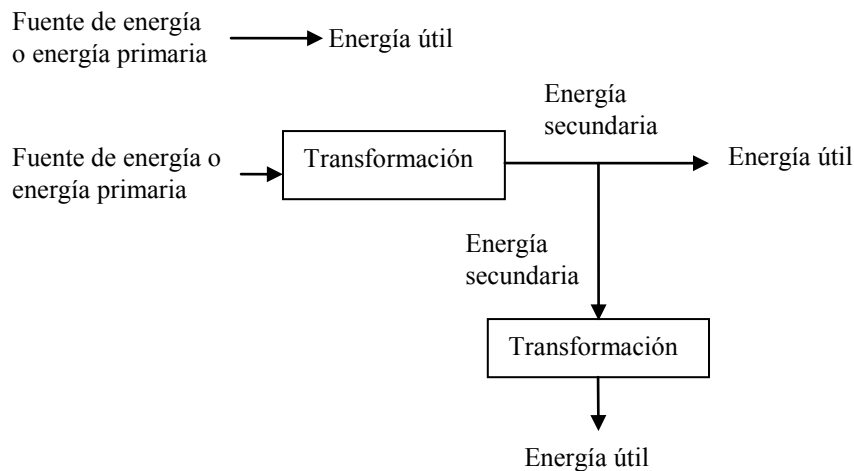 Fuente de energía
o energía primaria
Energía útil
Energía
secundaria
Fuente de energía o
energía primaria
Transformación
Energía útil
Energía
secundaria
Transformación
Energía útil